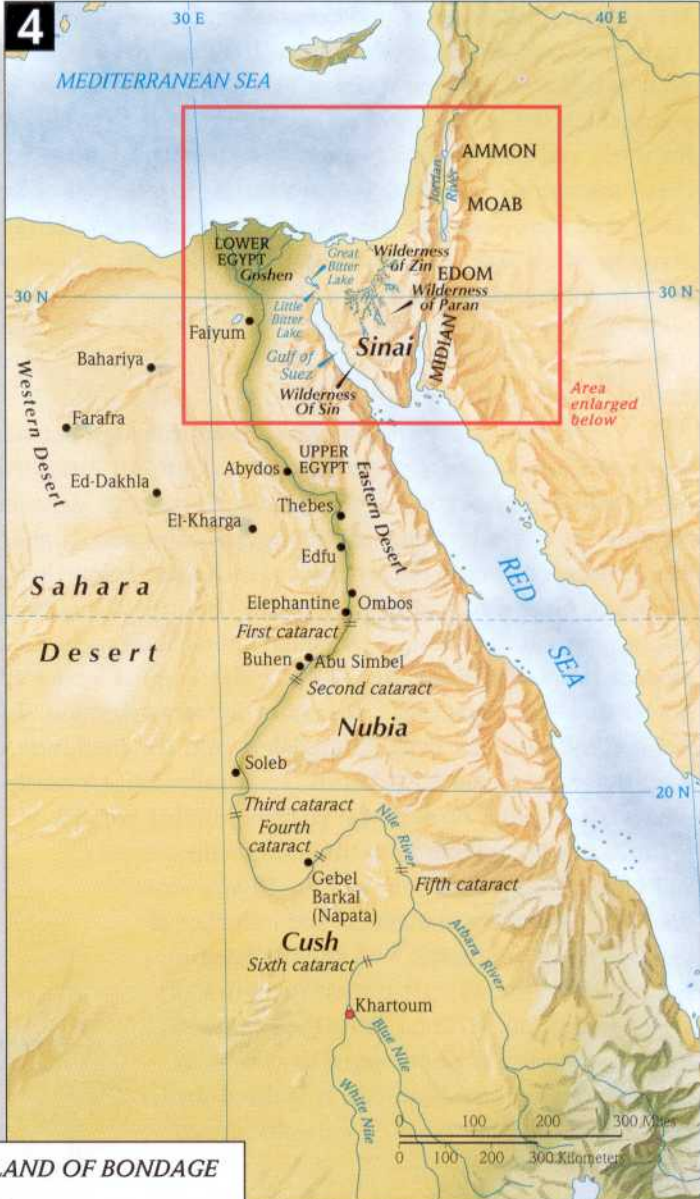 4
30 E
40 E
MEDITERRANEAN SEA
AMMON
Jordan
River
MOAB
LOWER
EGYPT
Goshen
Great
Bitter
Lake
Wilderness
of Zin
EDOM
Wilderness
of Paran
30 N
30 N
Little
Bitter
Lake
Faiyum
Sinai
MIDIAN
Bahariya
Gulf of
Suez
Wilderness
Of Sin
Area
enlarged
below
Western Desert
Farafra
UPPER
EGYPT
Abydos
Eastern Desert
Ed-Dakhla
Thebes
El-Kharga
Edfu
RED
SEA
Sahara
Desert
Elephantine
Ombos
First cataract
Buhen
Abu Simbel
Second cataract
Nubia
Soleb
20 N
Third cataract
Fourth
cataract
Nile River
Gebel
Barkal
(Napata)
Fifth cataract
Cush
Sixth cataract
Atbara River
Khartoum
Blue Nile
White Nile
0 100 200 300 Miles
0 100 200 300 Kilometers
LAND OF BONDAGE